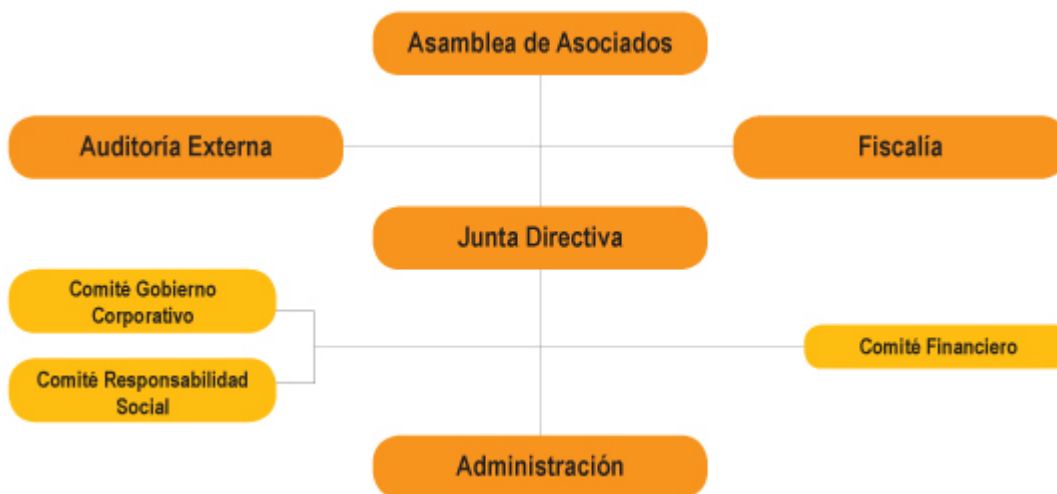 Asamblea de Asociados
Auditoría Externa
Fiscalía
Junta Directiva
Comité Gobierno
Corporativo
Comité Financiero
Comité Responsabilidad
Social
Administración